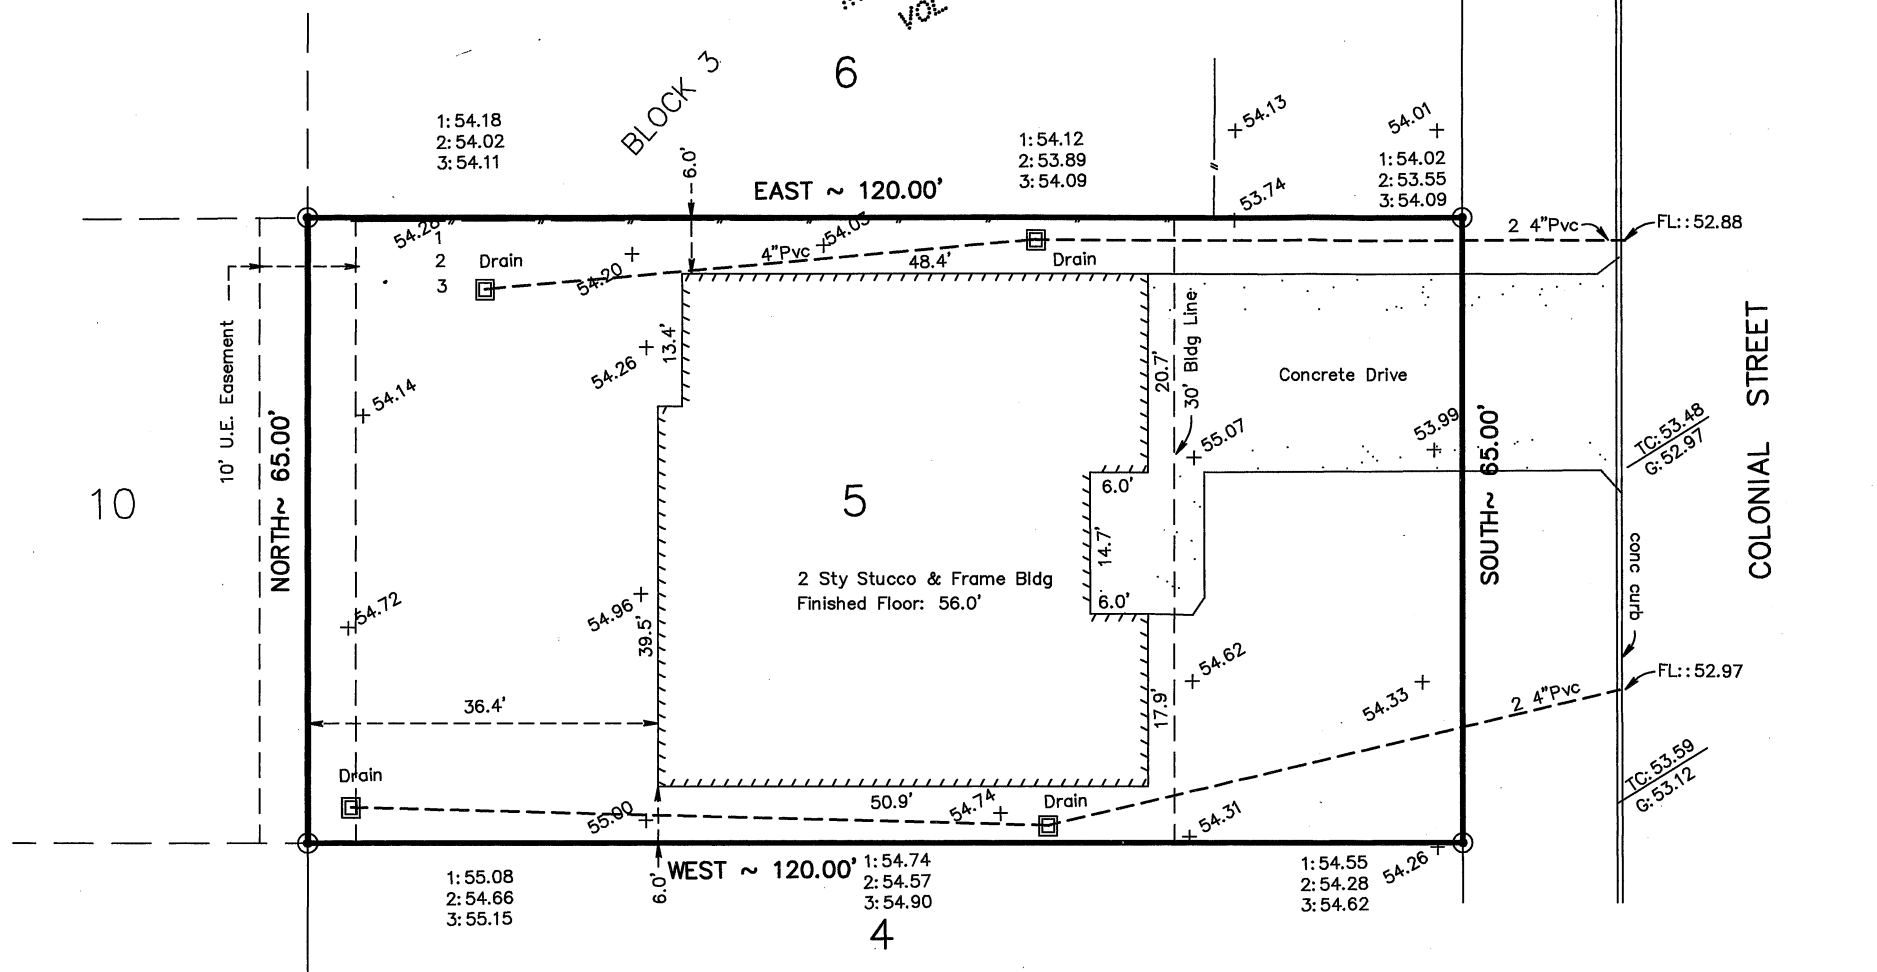 VOL
6
BLOCK 3
1: 54.18
2: 54.02
3: 54.11
1: 54.12
2: 53.89
3: 54.09
54.13
54.01
1: 54.02
2: 53.55
3: 54.09
6.0'
EAST ~ 120.00'
53.74
2 4"Pvc
FL:: 52.88
1
2
3
Drain
54.20
4"Pvc
48.4'
Drain
10' U.E. Easement
54.14
54.26
13.4'
20.7'
30' Bldg Line
Concrete Drive
55.07
53.99
NORTH~ 65.00'
SOUTH~ 65.00'
TC: 53.48
G: 52.97
COLONIAL STREET
10
5
6.0'
14.7'
6.0'
2 Sty Stucco & Frame Bldg
Finished Floor: 56.0'
conc curb
54.72
54.96
39.5'
54.62
54.33
17.9'
FL:: 52.97
2 4"Pvc
36.4'
TC: 53.59
G: 53.12
Drain
55.00
50.9'
54.74
Drain
54.31
6.0'
WEST ~ 120.00'
1: 55.08
2: 54.66
3: 55.15
1: 54.74
2: 54.57
3: 54.90
1: 54.55
2: 54.28
3: 54.62
54.26
4